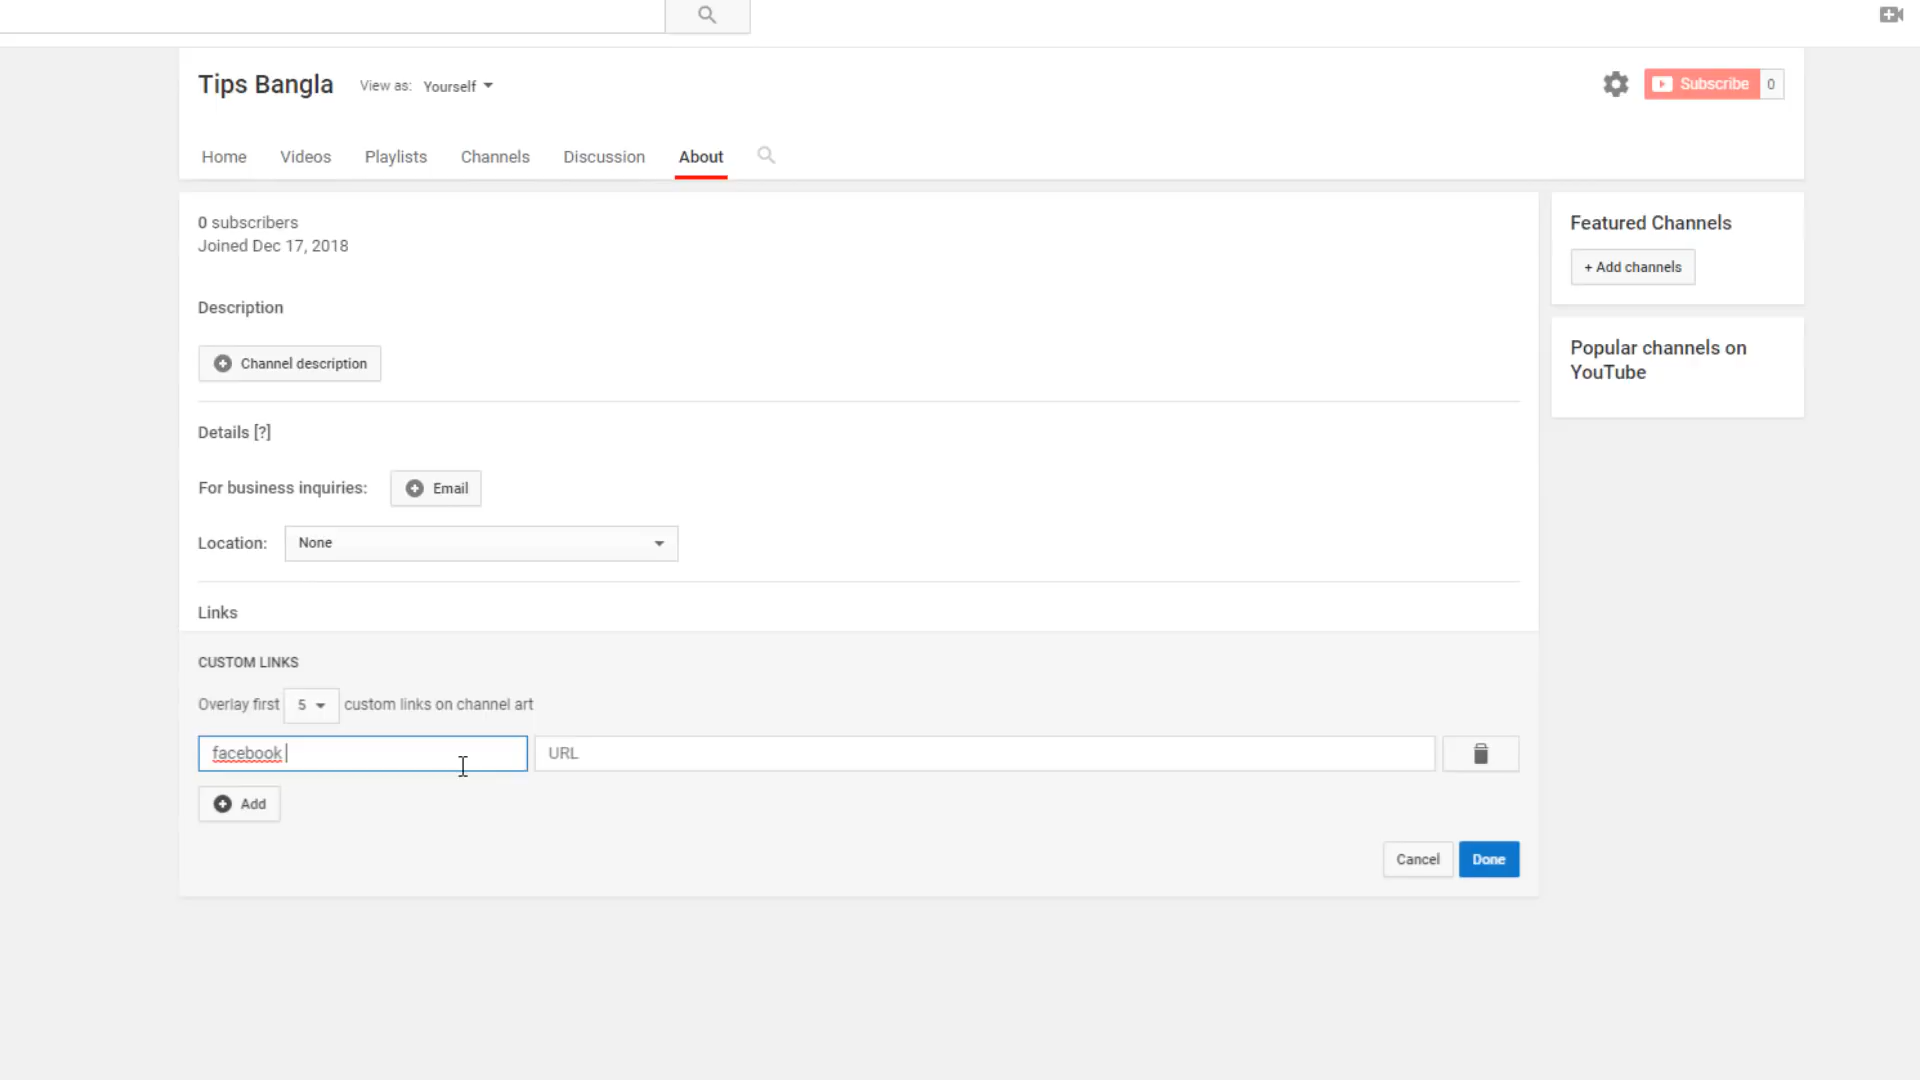 Tips Bangla View as: Yourself
Subscribe 0
Home Videos Playlists Channels Discussion About
0 subscribers
Joined Dec 17, 2018
Description
Channel description
Details [?]
For business inquiries: Email
Location: None
Links
CUSTOM LINKS
Overlay first 5 custom links on channel art
facebook URL
Add
Cancel Done
Featured Channels
+ Add channels
Popular channels on
YouTube